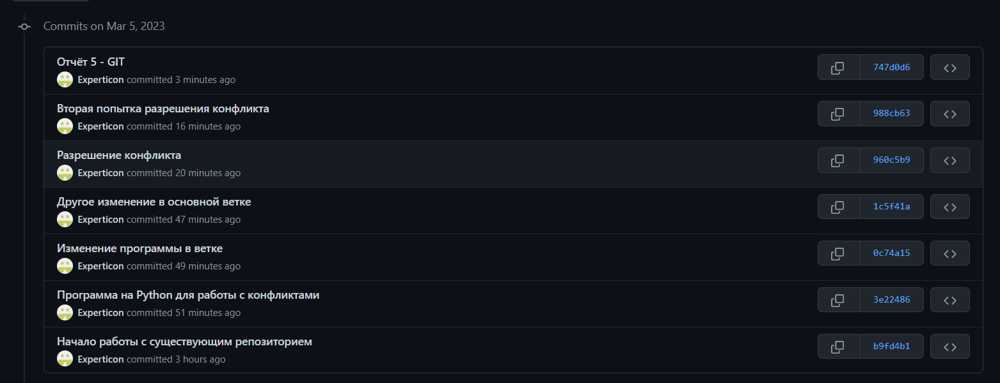 Commits on Mar 5, 2023
Отчёт 5 - GIT
Experticon committed 3 minutes ago
747d0d6
Вторая попытка разрешения конфликта
Experticon committed 16 minutes ago
988cb63
Разрешение конфликта
Experticon committed 20 minutes ago
960c5b9
Другое изменение в основной ветке
Experticon committed 47 minutes ago
1c5f41a
Изменение программы в ветке
Experticon committed 49 minutes ago
0c74a15
Программа на Python для работы с конфликтами
Experticon committed 51 minutes ago
3e22486
Начало работы с существующим репозиторием
Experticon committed 3 hours ago
b9fd4b1